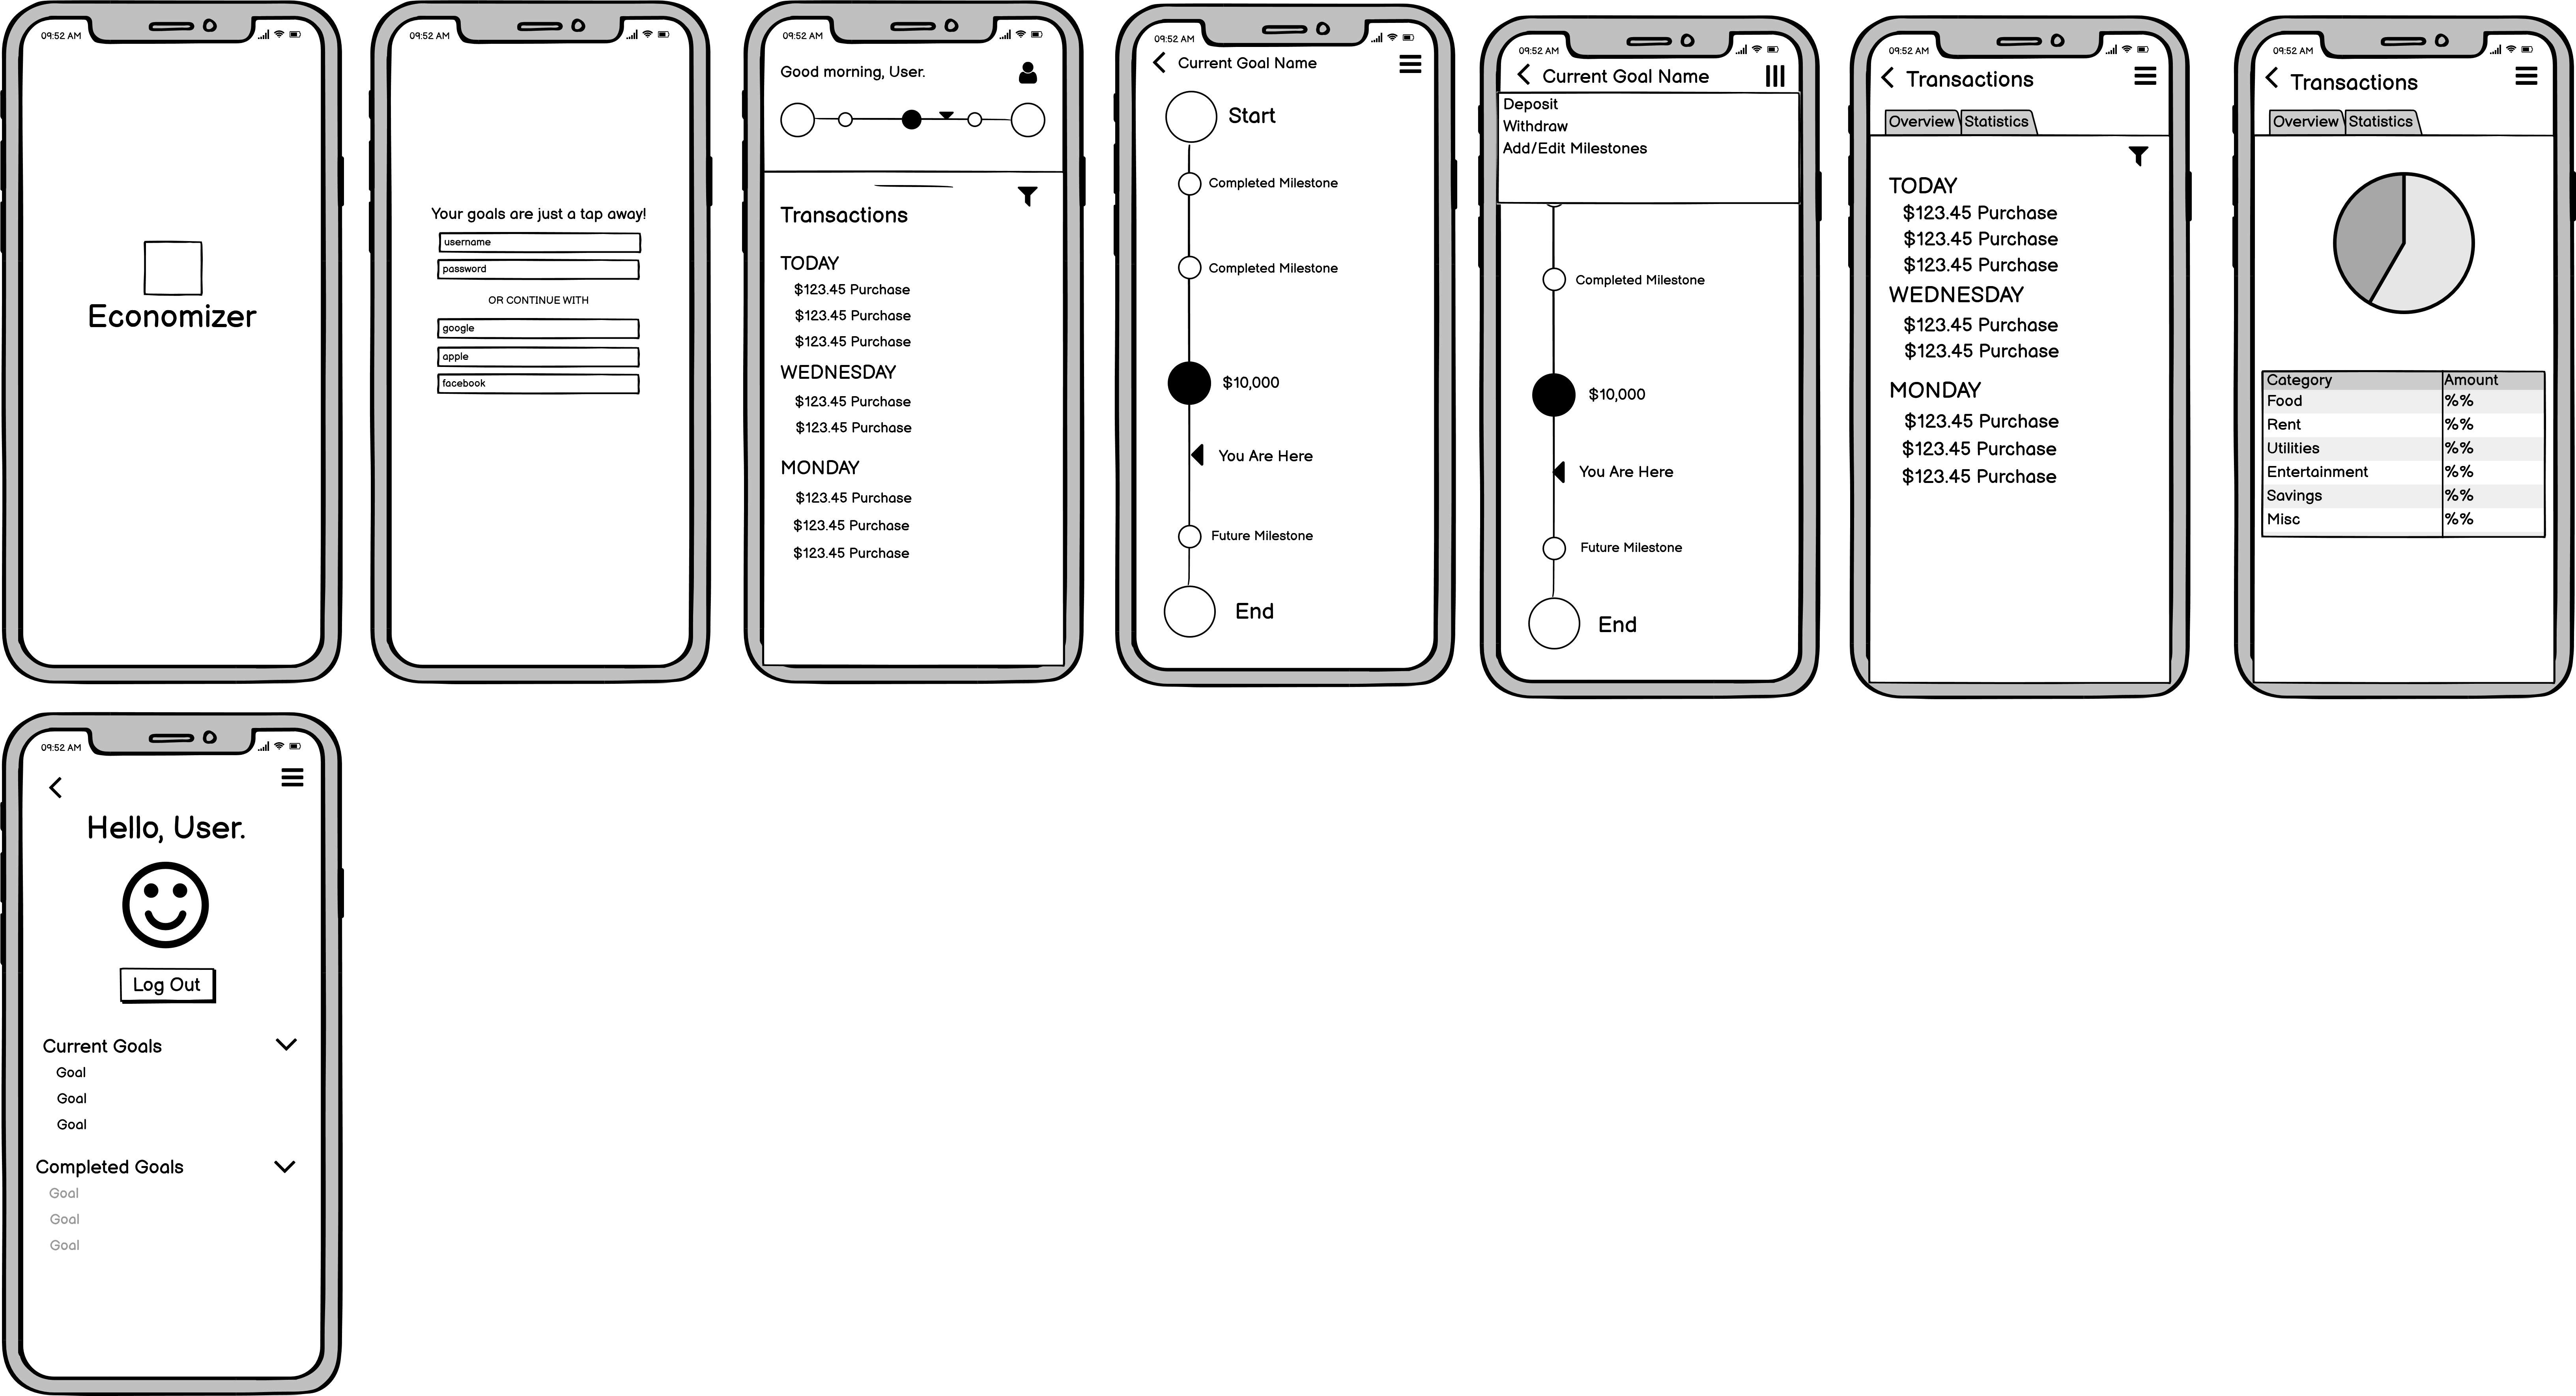 09:52 AM
Economizer
09:52 AM
Your goals are just a tap away!
username
password
OR CONTINUE WITH
google
apple
facebook
09:52 AM
Good morning, User.
Transactions
TODAY
$123.45 Purchase
$123.45 Purchase
$123.45 Purchase
WEDNESDAY
$123.45 Purchase
$123.45 Purchase
MONDAY
$123.45 Purchase
$123.45 Purchase
$123.45 Purchase
09:52 AM
Current Goal Name
Start
Completed Milestone
Completed Milestone
$10,000
You Are Here
Future Milestone
End
09:52 AM
Current Goal Name
Deposit
Withdraw
Add/Edit Milestones
Completed Milestone
$10,000
You Are Here
Future Milestone
End
09:52 AM
Transactions
Overview Statistics
TODAY
$123.45 Purchase
$123.45 Purchase
$123.45 Purchase
WEDNESDAY
$123.45 Purchase
$123.45 Purchase
MONDAY
$123.45 Purchase
$123.45 Purchase
$123.45 Purchase
09:52 AM
Transactions
Overview Statistics
Category Amount
Food %%
Rent %%
Utilities %%
Entertainment %%
Savings %%
Misc %%
09:52 AM
Hello, User.
Log Out
Current Goals
Goal
Goal
Goal
Completed Goals
Goal
Goal
Goal